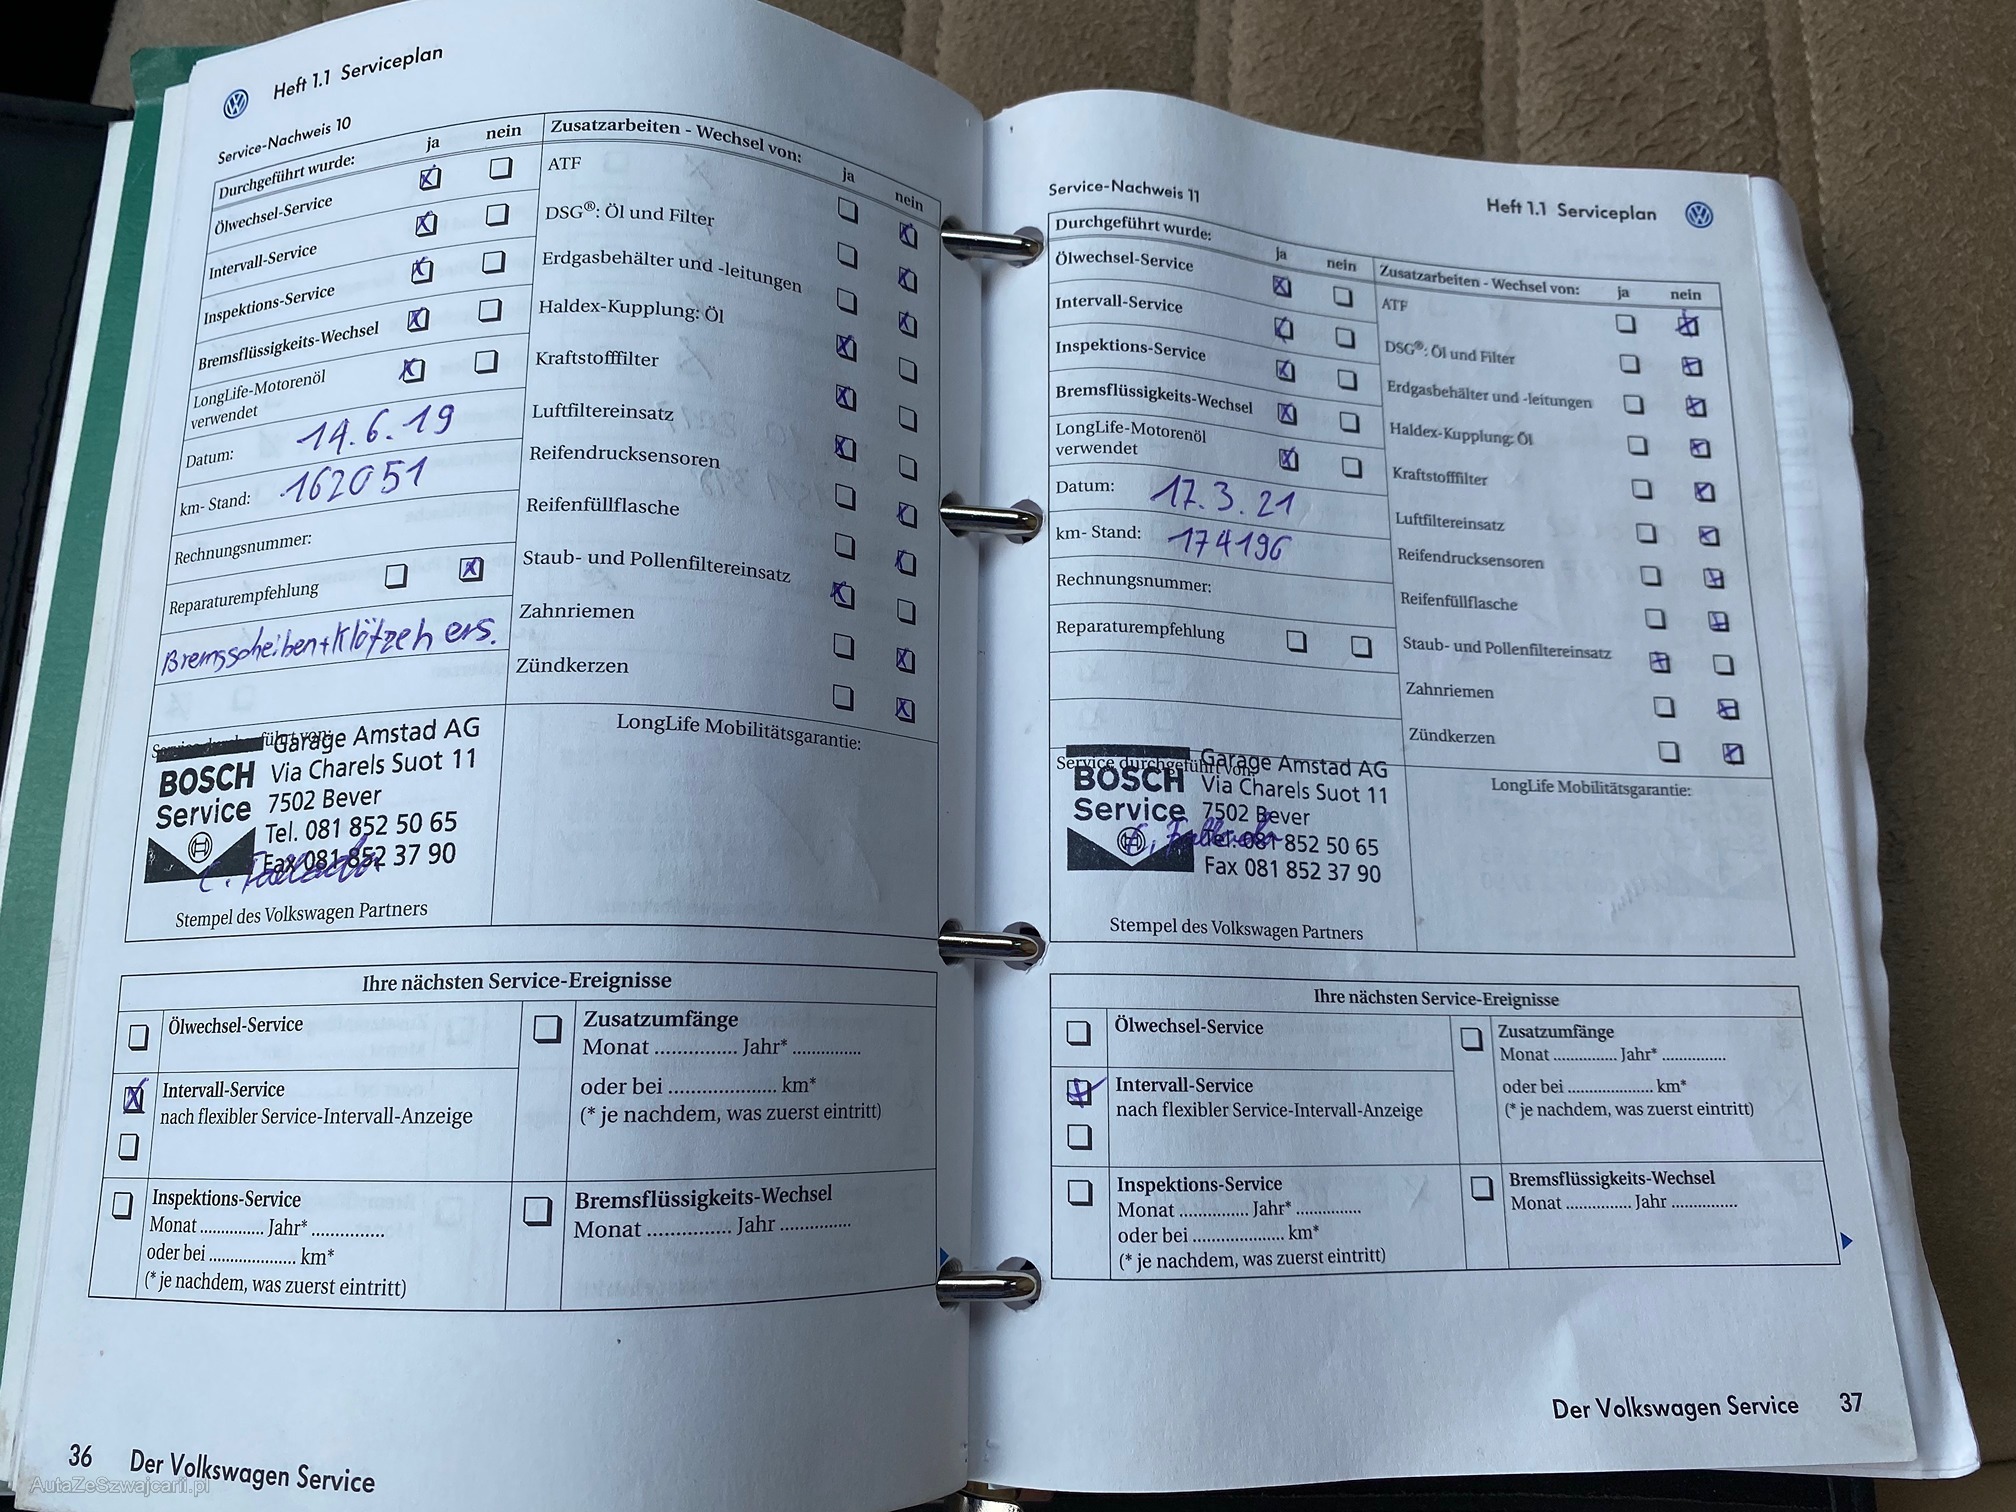 Heft 1.1 Serviceplan
Service-Nachweis 10
Durchgeführt wurde: ja nein
Ölwechsel-Service
Intervall-Service
Inspektions-Service
Bremsflüssigkeits-Wechsel
LongLife-Motorenöl
verwendet
Datum: 14.6.19
km- Stand: 162051
Rechnungsnummer:
Reparaturempfehlung
Bremsscheiben + Klötzeh ers.
Zusatzarbeiten - Wechsel von: ja nein
ATF
DSG®: Öl und Filter
Erdgasbehälter und -leitungen
Haldex-Kupplung: Öl
Kraftstofffilter
Luftfiltereinsatz
Reifendrucksensoren
Reifenfüllflasche
Staub- und Pollenfiltereinsatz
Zahnriemen
Zündkerzen
Service durchgeführt von:
BOSCH
Service
Garage Amstad AG
Via Charels Suot 11
7502 Bever
Tel. 081 852 50 65
Fax 081 852 37 90
Stempel des Volkswagen Partners
LongLife Mobilitätsgarantie:
Ihre nächsten Service-Ereignisse
Ölwechsel-Service
Intervall-Service
nach flexibler Service-Intervall-Anzeige
Inspektions-Service
Monat .............. Jahr* ................
oder bei ................... km*
(* je nachdem, was zuerst eintritt)
Zusatzumfänge
Monat ................ Jahr* ..............
oder bei ..................... km*
(* je nachdem, was zuerst eintritt)
Bremsflüssigkeits-Wechsel
Monat ................ Jahr ..............
36 Der Volkswagen Service
AutaZeSzwajcarii.pl
Service-Nachweis 11
Heft 1.1 Serviceplan
Durchgeführt wurde: ja nein
Ölwechsel-Service
Intervall-Service
Inspektions-Service
Bremsflüssigkeits-Wechsel
LongLife-Motorenöl
verwendet
Datum: 17.3.21
km- Stand: 174196
Rechnungsnummer:
Reparaturempfehlung
Zusatzarbeiten - Wechsel von: ja nein
ATF
DSG®: Öl und Filter
Erdgasbehälter und -leitungen
Haldex-Kupplung: Öl
Kraftstofffilter
Luftfiltereinsatz
Reifendrucksensoren
Reifenfüllflasche
Staub- und Pollenfiltereinsatz
Zahnriemen
Zündkerzen
Service durchgeführt von:
BOSCH
Service
Garage Amstad AG
Via Charels Suot 11
7502 Bever
Tel. 081 852 50 65
Fax 081 852 37 90
Stempel des Volkswagen Partners
LongLife Mobilitätsgarantie:
Ihre nächsten Service-Ereignisse
Ölwechsel-Service
Intervall-Service
nach flexibler Service-Intervall-Anzeige
Inspektions-Service
Monat ............... Jahr* ..............
oder bei ..................... km*
(* je nachdem, was zuerst eintritt)
Zusatzumfänge
Monat .............. Jahr* ..............
oder bei ................... km*
(* je nachdem, was zuerst eintritt)
Bremsflüssigkeits-Wechsel
Monat .............. Jahr ...............
Der Volkswagen Service 37